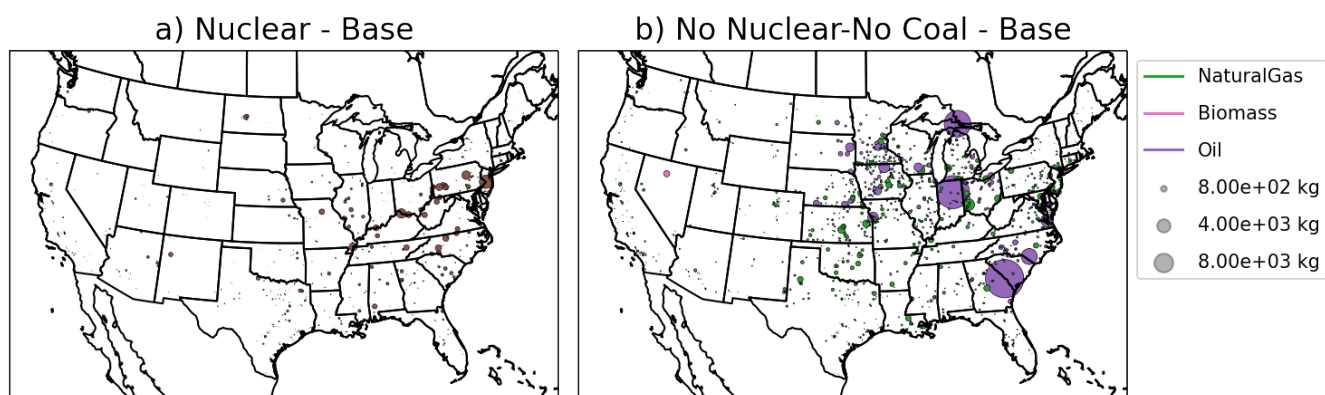 a) Nuclear - Base
b) No Nuclear-No Coal - Base
NaturalGas
Biomass
Oil
8.00e+02 kg
4.00e+03 kg
8.00e+03 kg